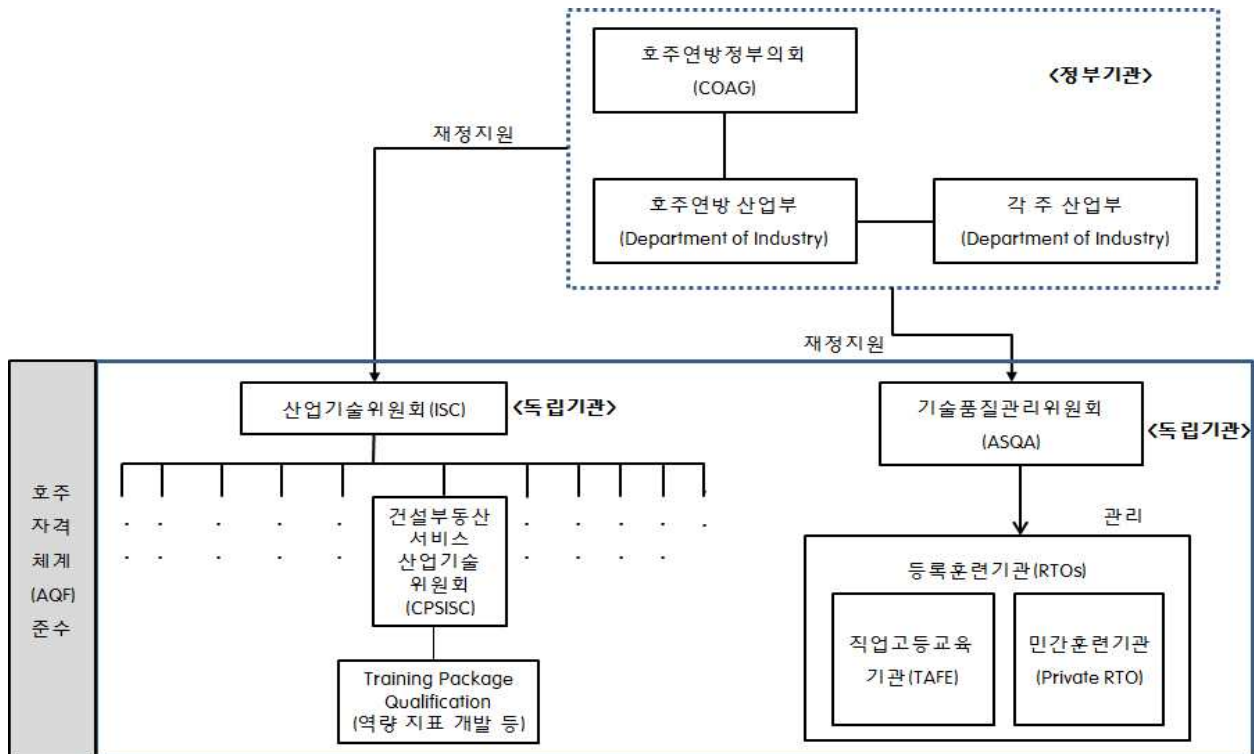 호주연방정부의회
(COAG)
<정부기관>
재정지원
호주연방 산업부
(Department of Industry)
각 주 산업부
(Department of Industry)
재정지원
산업기술위원회(ISC)
<독립기관>
기술품질관리위원회
(ASQA)
<독립기관>
호주
자격
체계
(AQF)
준수
건설부동산
서비스
산업기술
위원회
(CPSISC)
관리
등록훈련기관(RTOs)
직업고등교육
기관(TAFE)
민간훈련기관
(Private RTO)
Training Package
Qualification
(역량 지표 개발 등)